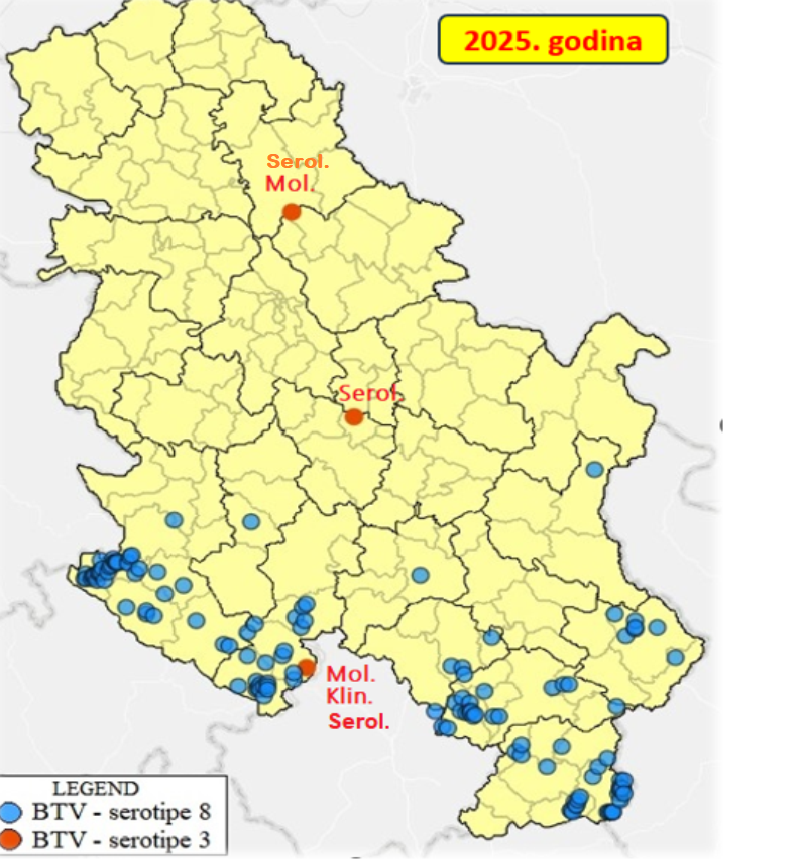 2025. godina
Serol.
Mol.
Serol.
Mol.
Klin.
Serol.
LEGEND
BTV - serotipe 8
BTV - serotipe 3